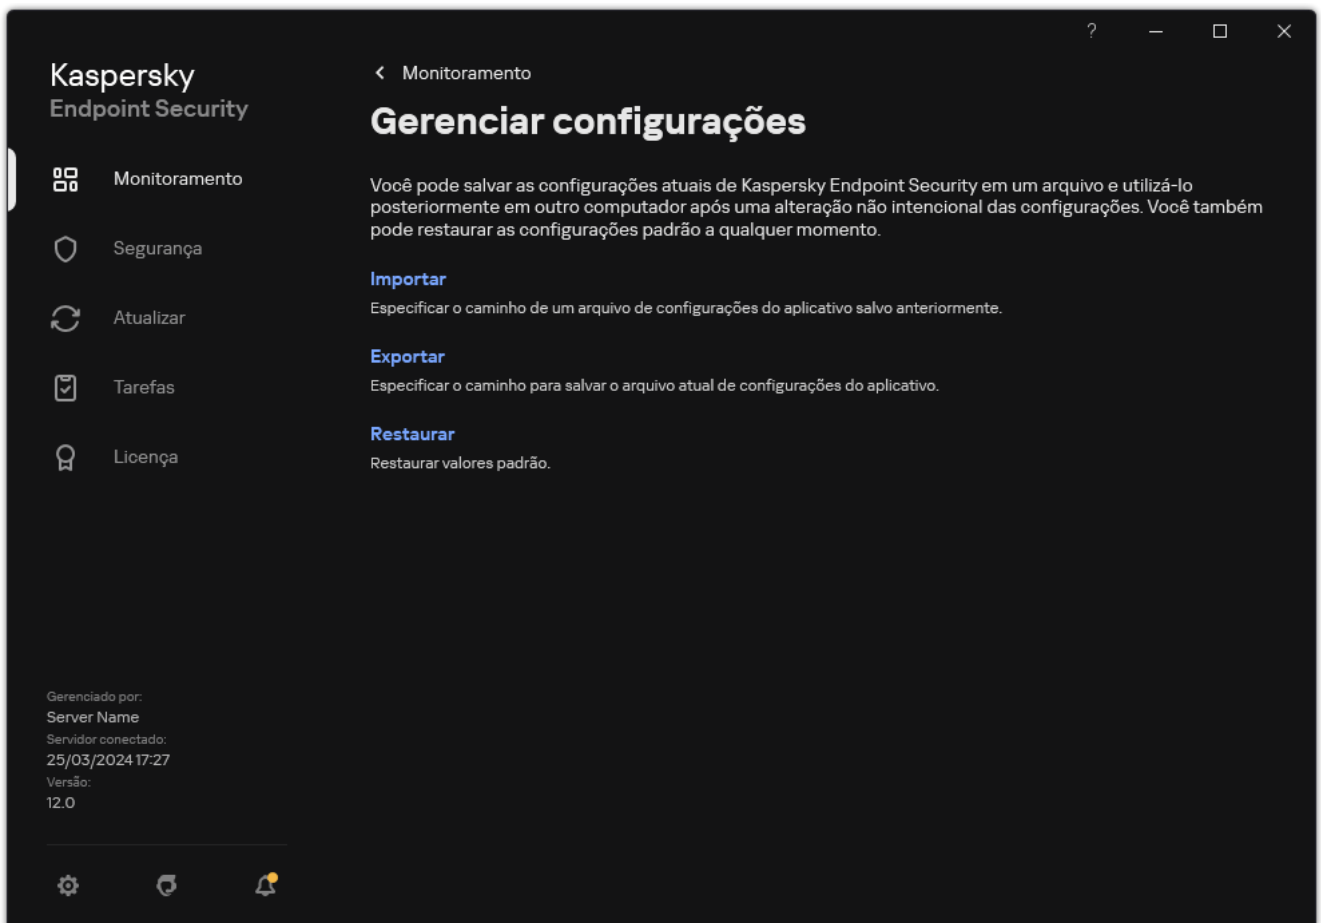 ?
Kaspersky
Endpoint Security
Monitoramento
Segurança
Atualizar
Tarefas
Licença
Gerenciado por:
Server Name
Servidor conectado:
25/03/2024 17:27
Versão:
12.0
Monitoramento
Gerenciar configurações
Você pode salvar as configurações atuais de Kaspersky Endpoint Security em um arquivo e utilizá-lo
posteriormente em outro computador após uma alteração não intencional das configurações. Você também
pode restaurar as configurações padrão a qualquer momento.
Importar
Especificar o caminho de um arquivo de configurações do aplicativo salvo anteriormente.
Exportar
Especificar o caminho para salvar o arquivo atual de configurações do aplicativo.
Restaurar
Restaurar valores padrão.